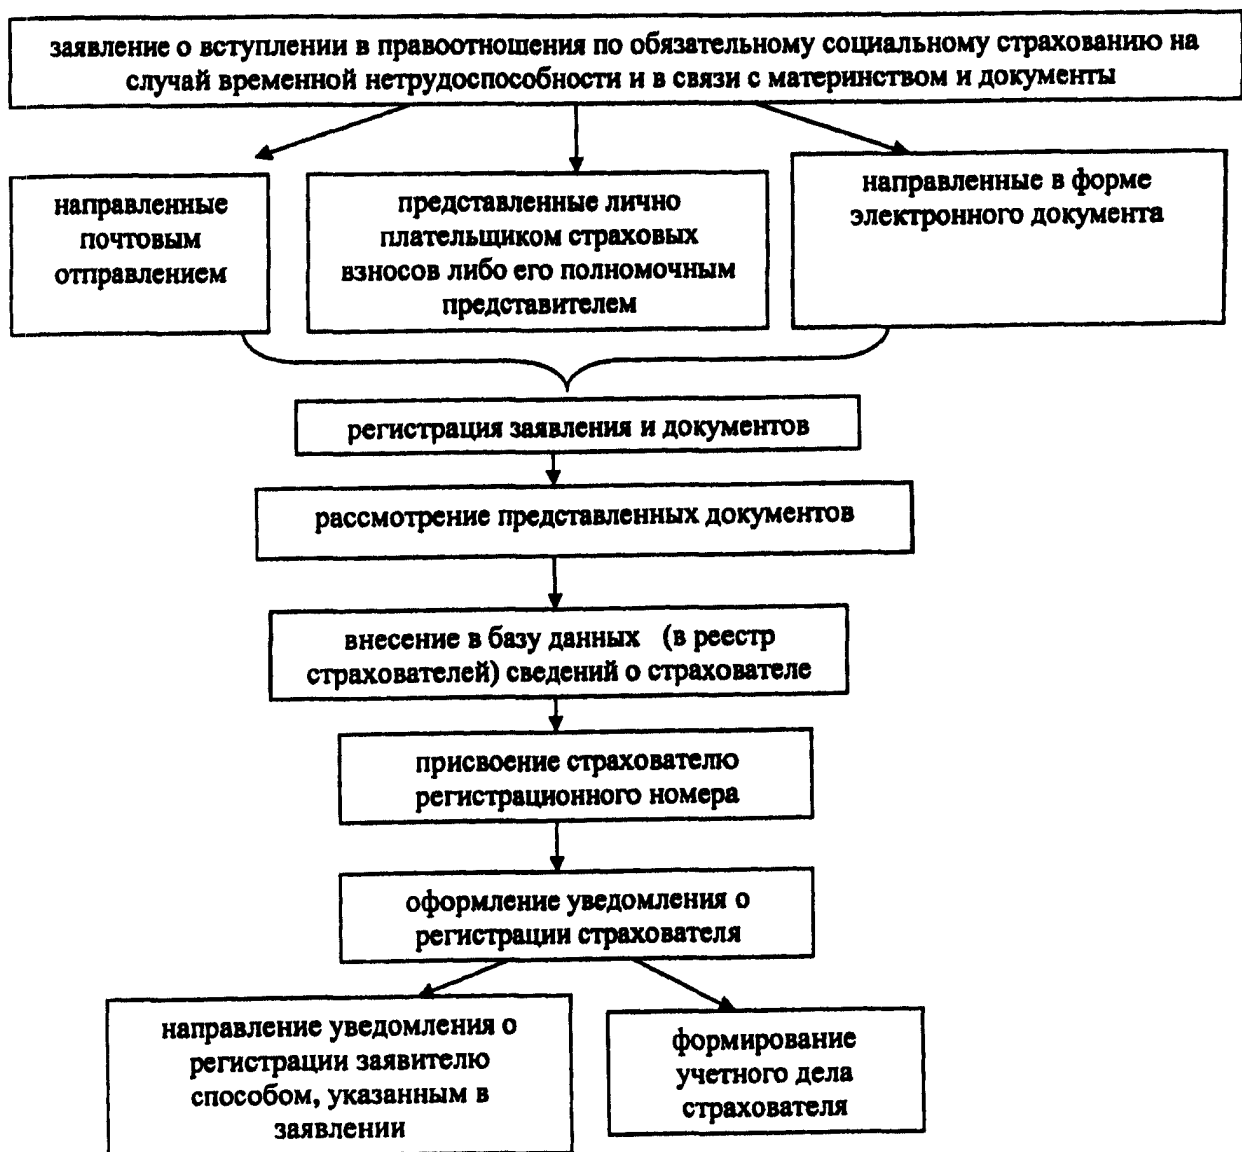 заявление о вступлении в правоотношения по обязательному социальному страхованию на
случай временной нетрудоспособности и в связи с материнством и документы
направленные
почтовым
отправлением
представленные лично
плательщиком страховых
взносов либо его полномочным
представителем
направленные в форме
электронного документа
регистрация заявления и документов
рассмотрение представленных документов
внесение в базу данных (в реестр
страхователей) сведений о страхователе
присвоение страхователю
регистрационного номера
оформление уведомления о
регистрации страхователя
направление уведомления о
регистрации заявителю
способом, указанным в
заявлении
формирование
учетного дела
страхователя